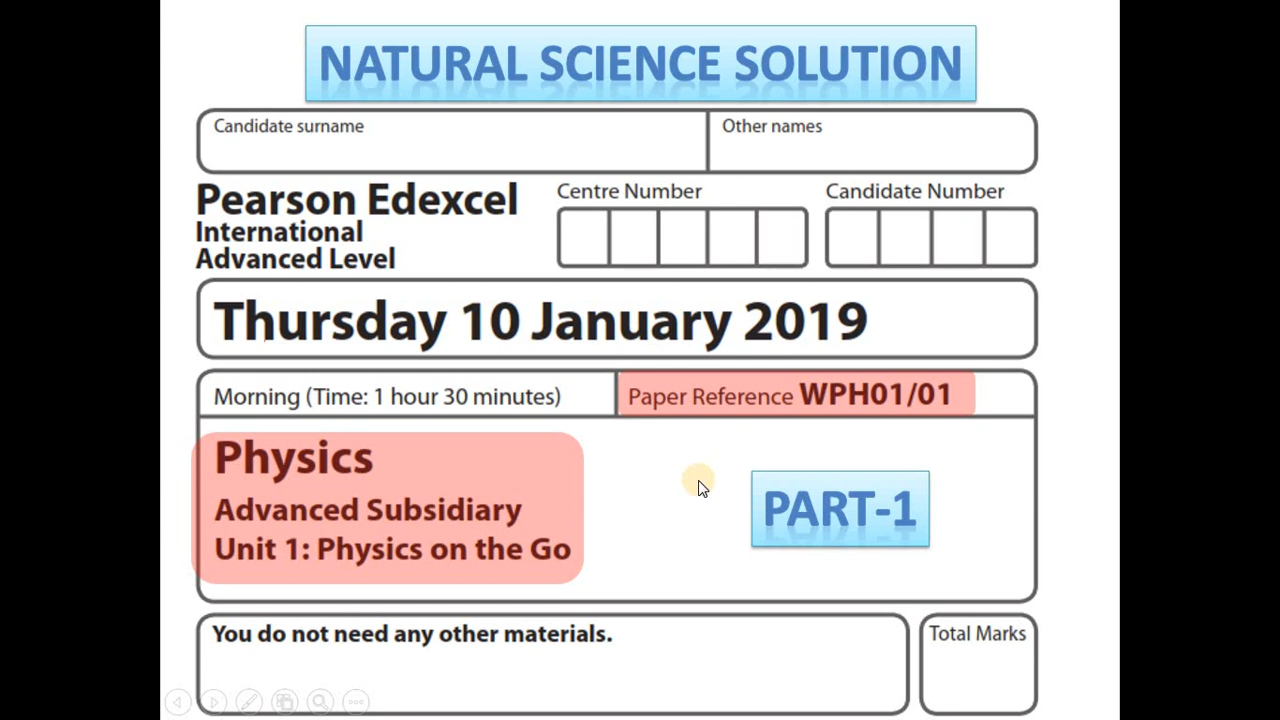 NATURAL SCIENCE SOLUTION
Candidate surname
Other names
Pearson Edexcel
International
Advanced Level
Centre Number
Candidate Number
Thursday 10 January 2019
Morning (Time: 1 hour 30 minutes)
Paper Reference WPH01/01
Physics
Advanced Subsidiary
Unit 1: Physics on the Go
PART-1
You do not need any other materials.
Total Marks